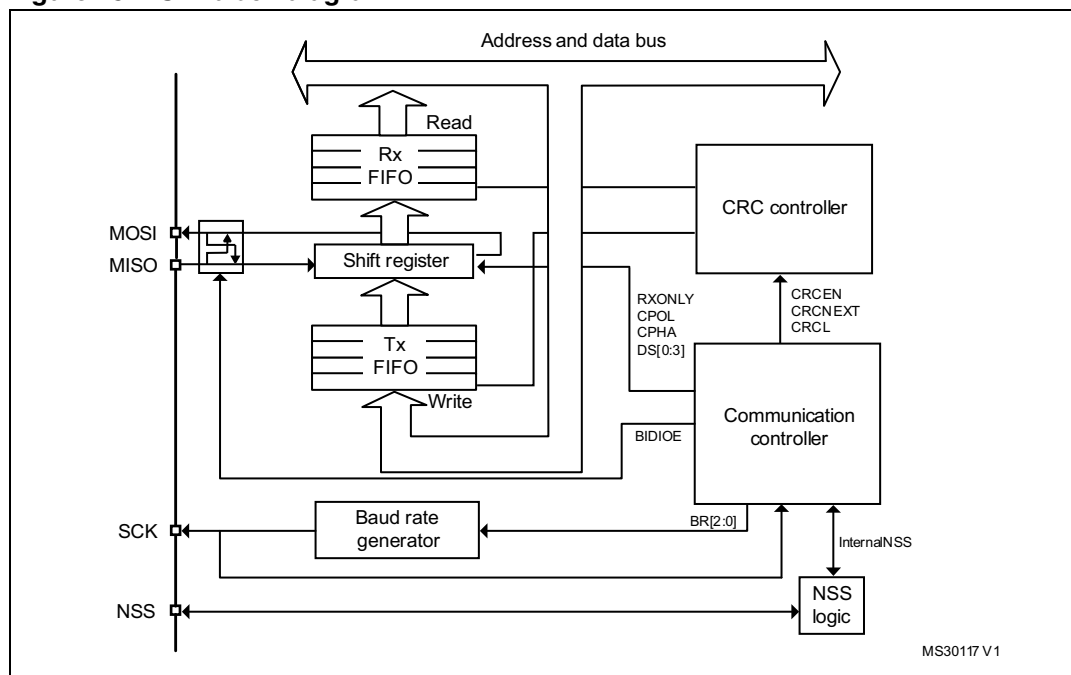 Address and data bus
Read
Rx
FIFO
CRC controller
MOSI
MISO
Shift register
RXONLY
CPOL
CPHA
DS[0:3]
CRCEN
CRCNEXT
CRCL
Tx
FIFO
Write
Communication
controller
BIDIOE
SCK
Baud rate
generator
BR[2:0]
InternalNSS
NSS
NSS
logic
MS30117 V1